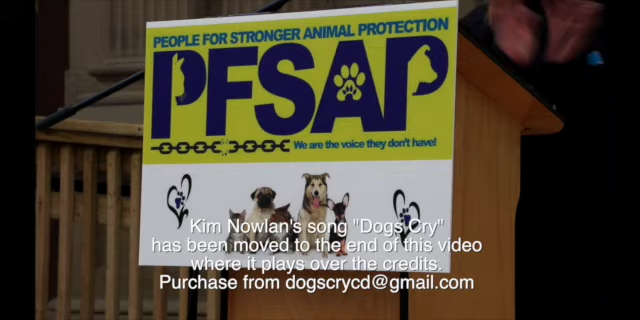 PEOPLE FOR STRONGER ANIMAL PROTECTION
PFSAP
We are the voice they don't have!
Kim Nowlan's song "Dogs Cry"
has been moved to the end of this video
where it plays over the credits.
Purchase from dogscrycd@gmail.com